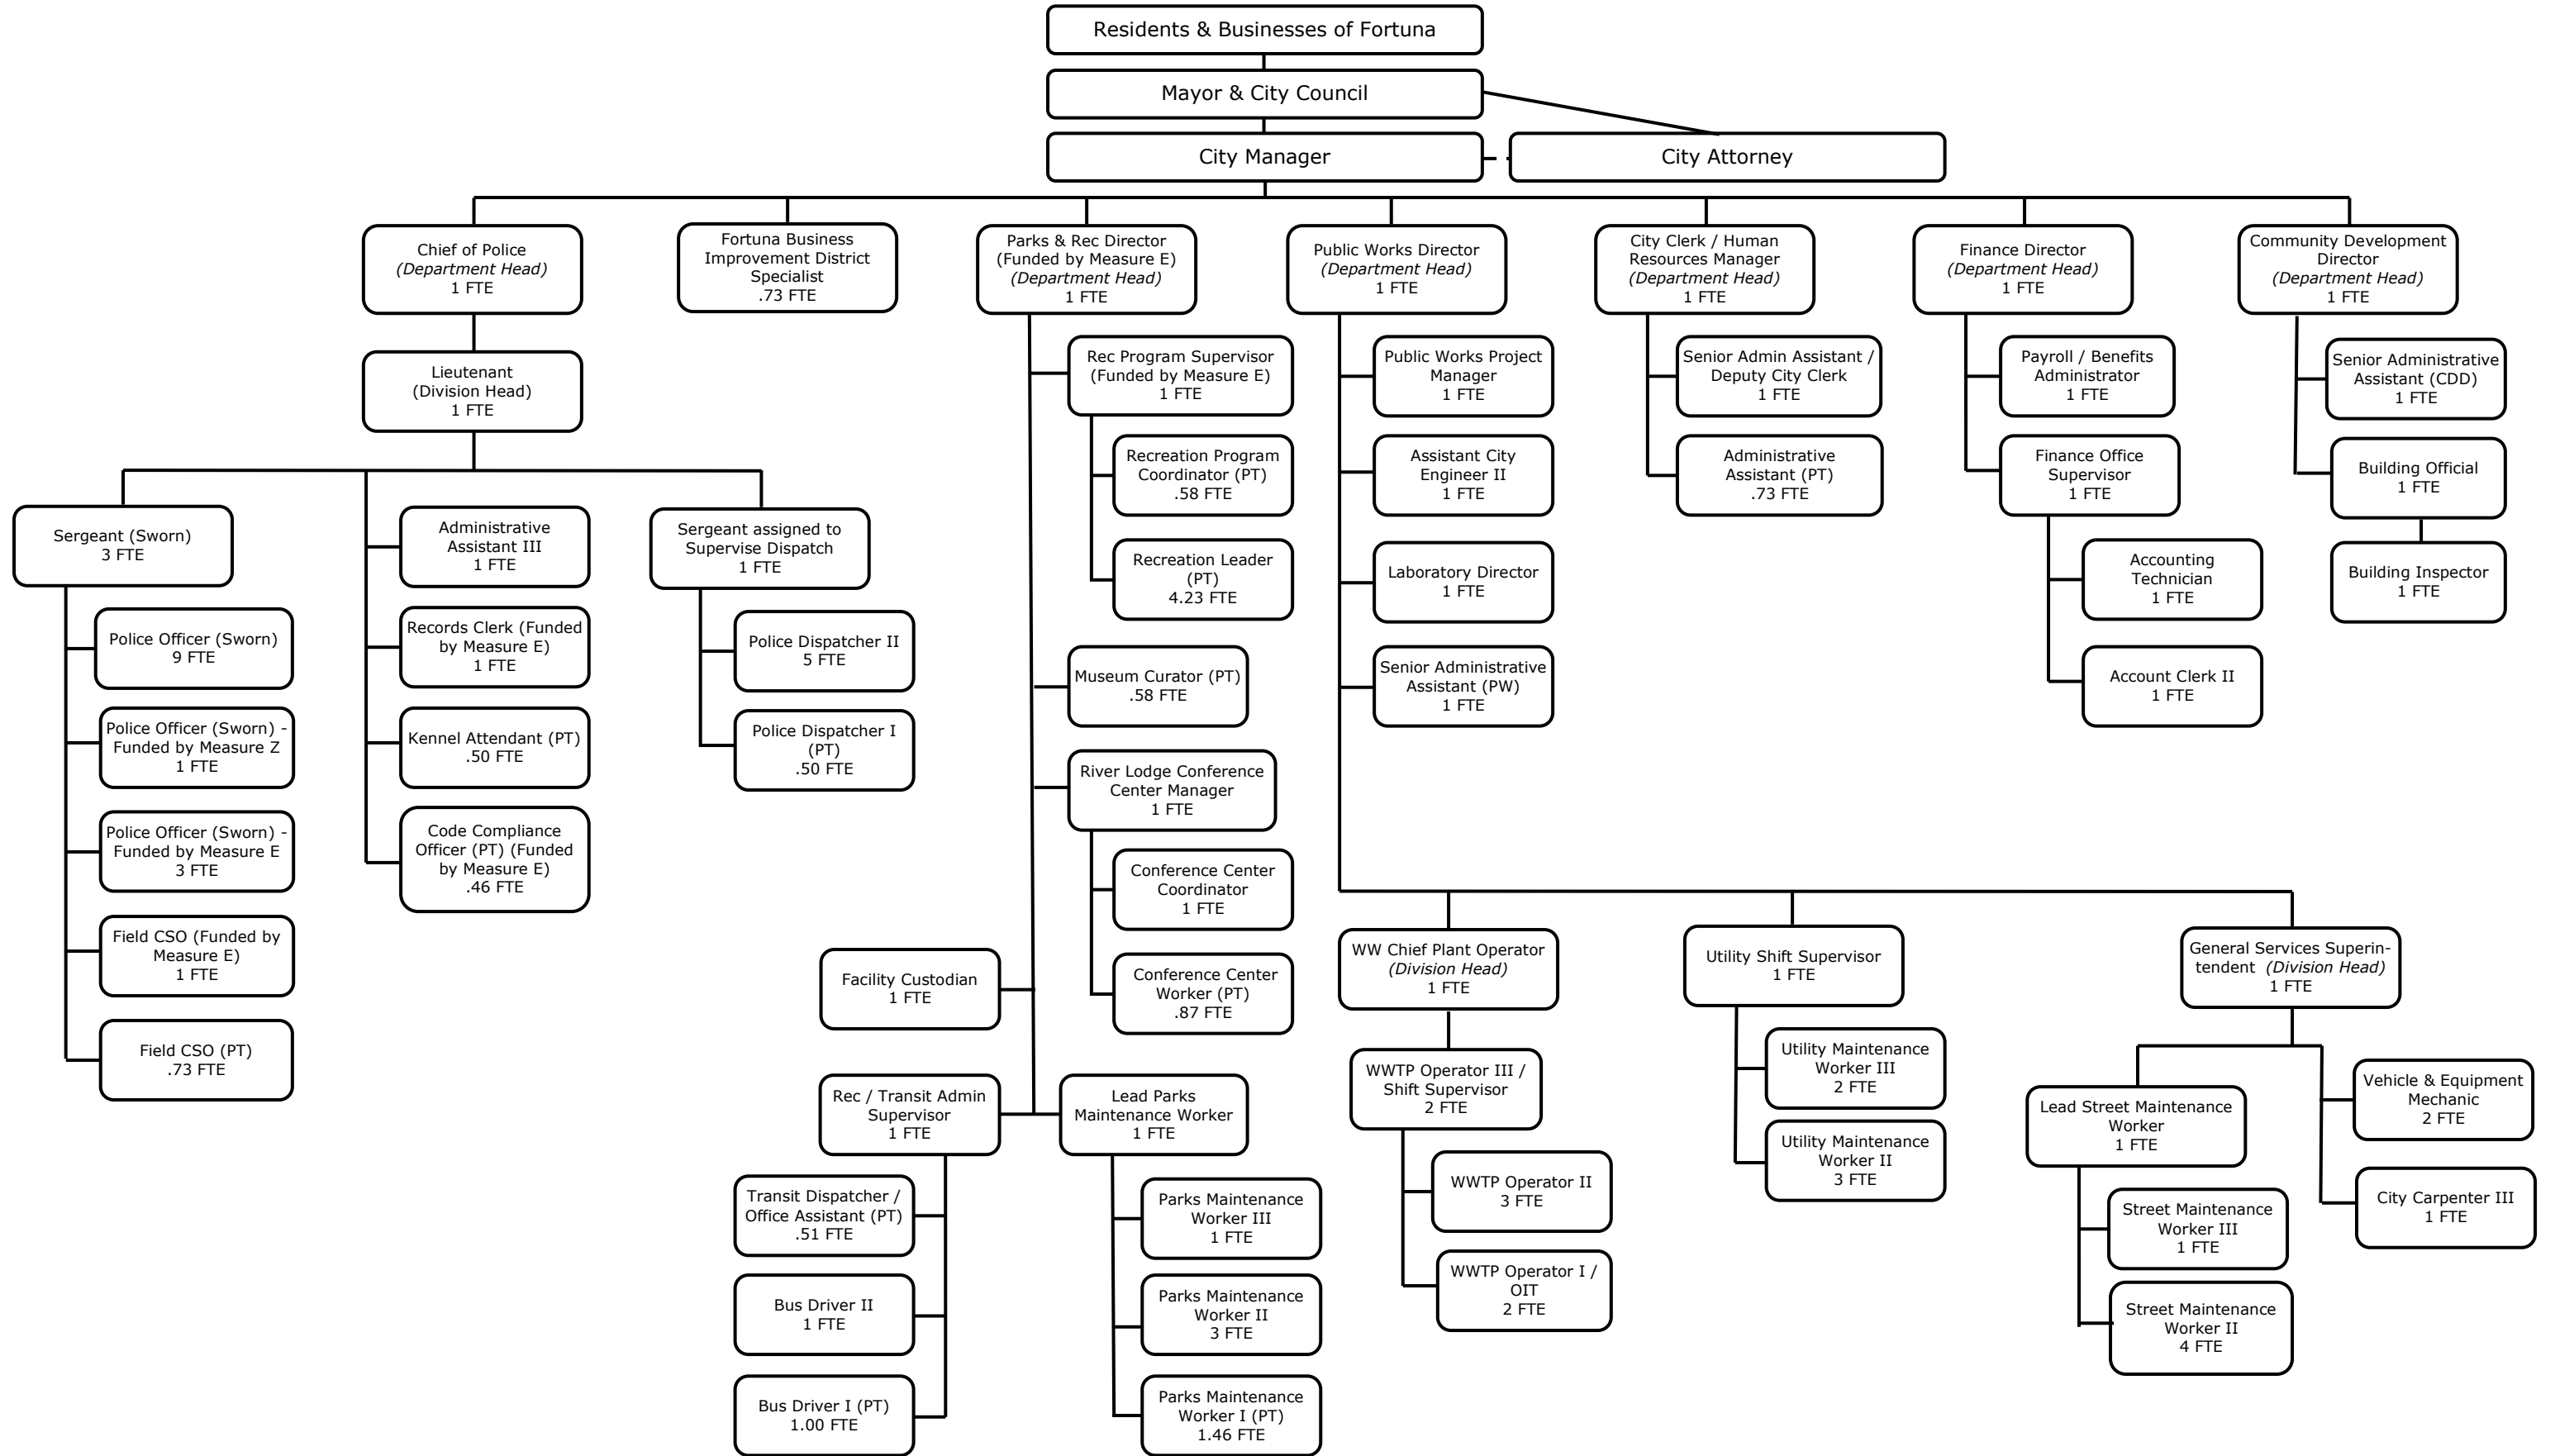 Residents & Businesses of Fortuna
Mayor & City Council
City Manager
City Attorney
Chief of Police
(Department Head)
1 FTE
Fortuna Business
Improvement District
Specialist
.73 FTE
Parks & Rec Director
(Funded by Measure E)
(Department Head)
1 FTE
Public Works Director
(Department Head)
1 FTE
City Clerk / Human
Resources Manager
(Department Head)
1 FTE
Finance Director
(Department Head)
1 FTE
Community Development
Director
(Department Head)
1 FTE
Lieutenant
(Division Head)
1 FTE
Sergeant (Sworn)
3 FTE
Police Officer (Sworn)
9 FTE
Police Officer (Sworn) -
Funded by Measure Z
1 FTE
Police Officer (Sworn) -
Funded by Measure E
3 FTE
Field CSO (Funded by
Measure E)
1 FTE
Field CSO (PT)
.73 FTE
Administrative
Assistant III
1 FTE
Records Clerk (Funded
by Measure E)
1 FTE
Kennel Attendant (PT)
.50 FTE
Code Compliance
Officer (PT) (Funded
by Measure E)
.46 FTE
Sergeant assigned to
Supervise Dispatch
1 FTE
Police Dispatcher II
5 FTE
Police Dispatcher I
(PT)
.50 FTE
Rec Program Supervisor
(Funded by Measure E)
1 FTE
Recreation Program
Coordinator (PT)
.58 FTE
Recreation Leader
(PT)
4.23 FTE
Museum Curator (PT)
.58 FTE
River Lodge Conference
Center Manager
1 FTE
Conference Center
Coordinator
1 FTE
Conference Center
Worker (PT)
.87 FTE
Facility Custodian
1 FTE
Rec / Transit Admin
Supervisor
1 FTE
Transit Dispatcher /
Office Assistant (PT)
.51 FTE
Bus Driver II
1 FTE
Bus Driver I (PT)
1.00 FTE
Lead Parks
Maintenance Worker
1 FTE
Parks Maintenance
Worker III
1 FTE
Parks Maintenance
Worker II
3 FTE
Parks Maintenance
Worker I (PT)
1.46 FTE
Public Works Project
Manager
1 FTE
Assistant City
Engineer II
1 FTE
Laboratory Director
1 FTE
Senior Administrative
Assistant (PW)
1 FTE
WW Chief Plant Operator
(Division Head)
1 FTE
WWTP Operator III /
Shift Supervisor
2 FTE
WWTP Operator II
3 FTE
WWTP Operator I /
OIT
2 FTE
Utility Shift Supervisor
1 FTE
Utility Maintenance
Worker III
2 FTE
Utility Maintenance
Worker II
3 FTE
General Services Superin-
tendent (Division Head)
1 FTE
Lead Street Maintenance
Worker
1 FTE
Street Maintenance
Worker III
1 FTE
Street Maintenance
Worker II
4 FTE
Vehicle & Equipment
Mechanic
2 FTE
City Carpenter III
1 FTE
Senior Admin Assistant /
Deputy City Clerk
1 FTE
Administrative
Assistant (PT)
.73 FTE
Payroll / Benefits
Administrator
1 FTE
Finance Office
Supervisor
1 FTE
Accounting
Technician
1 FTE
Account Clerk II
1 FTE
Senior Administrative
Assistant (CDD)
1 FTE
Building Official
1 FTE
Building Inspector
1 FTE